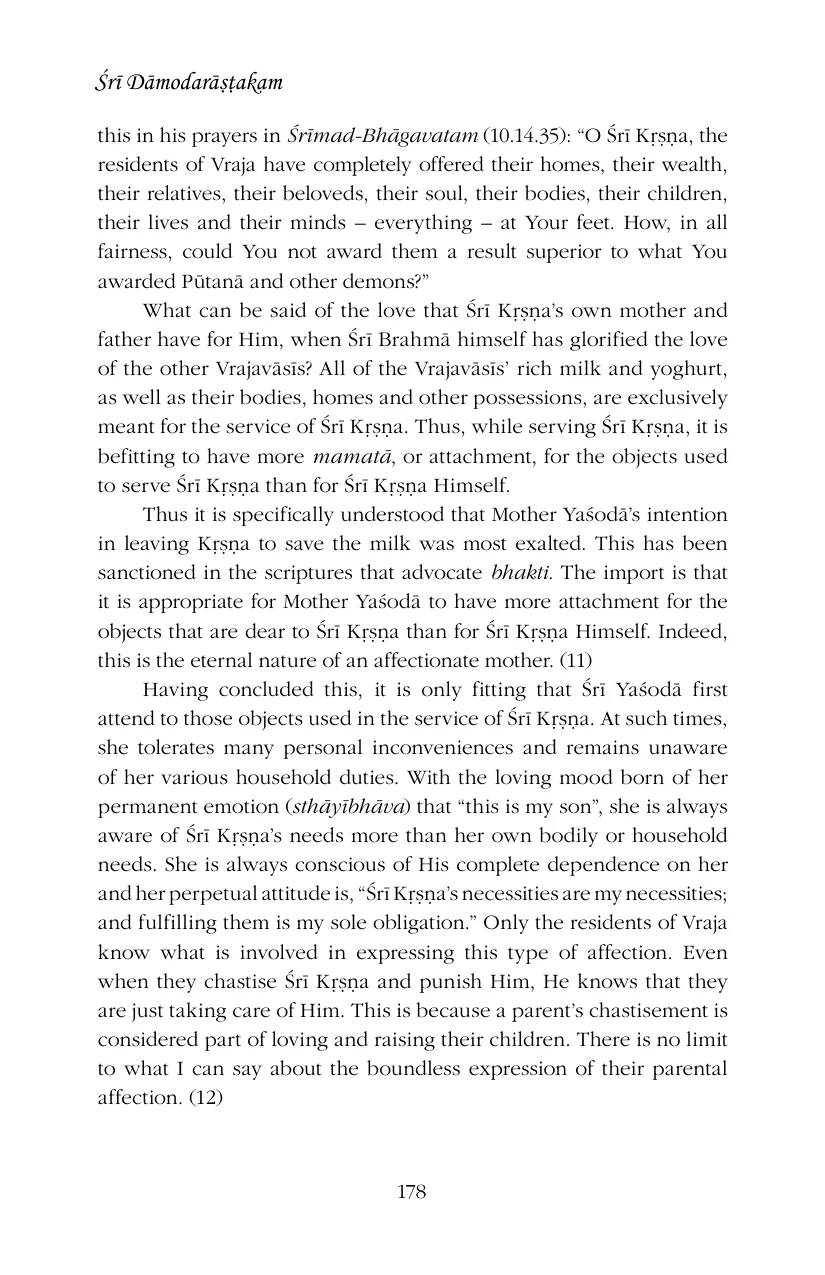 Śrī Dāmodarāṣṭakam
this in his prayers in Śrīmad-Bhāgavatam (10.14.35): “O Śrī Kṛṣṇa, the
residents of Vraja have completely offered their homes, their wealth,
their relatives, their beloveds, their soul, their bodies, their children,
their lives and their minds – everything – at Your feet. How, in all
fairness, could You not award them a result superior to what You
awarded Pūtanā and other demons?”
What can be said of the love that Śrī Kṛṣṇa’s own mother and
father have for Him, when Śrī Brahmā himself has glorified the love
of the other Vrajavāsīs? All of the Vrajavāsīs’ rich milk and yoghurt,
as well as their bodies, homes and other possessions, are exclusively
meant for the service of Śrī Kṛṣṇa. Thus, while serving Śrī Kṛṣṇa, it is
befitting to have more mamatā, or attachment, for the objects used
to serve Śrī Kṛṣṇa than for Śrī Kṛṣṇa Himself.
Thus it is specifically understood that Mother Yaśodā’s intention
in leaving Kṛṣṇa to save the milk was most exalted. This has been
sanctioned in the scriptures that advocate bhakti. The import is that
it is appropriate for Mother Yaśodā to have more attachment for the
objects that are dear to Śrī Kṛṣṇa than for Śrī Kṛṣṇa Himself. Indeed,
this is the eternal nature of an affectionate mother. (11)
Having concluded this, it is only fitting that Śrī Yaśodā first
attend to those objects used in the service of Śrī Kṛṣṇa. At such times,
she tolerates many personal inconveniences and remains unaware
of her various household duties. With the loving mood born of her
permanent emotion (sthāyībhāva) that “this is my son”, she is always
aware of Śrī Kṛṣṇa’s needs more than her own bodily or household
needs. She is always conscious of His complete dependence on her
and her perpetual attitude is, “Śrī Kṛṣṇa’s necessities are my necessities;
and fulfilling them is my sole obligation.” Only the residents of Vraja
know what is involved in expressing this type of affection. Even
when they chastise Śrī Kṛṣṇa and punish Him, He knows that they
are just taking care of Him. This is because a parent’s chastisement is
considered part of loving and raising their children. There is no limit
to what I can say about the boundless expression of their parental
affection. (12)
178